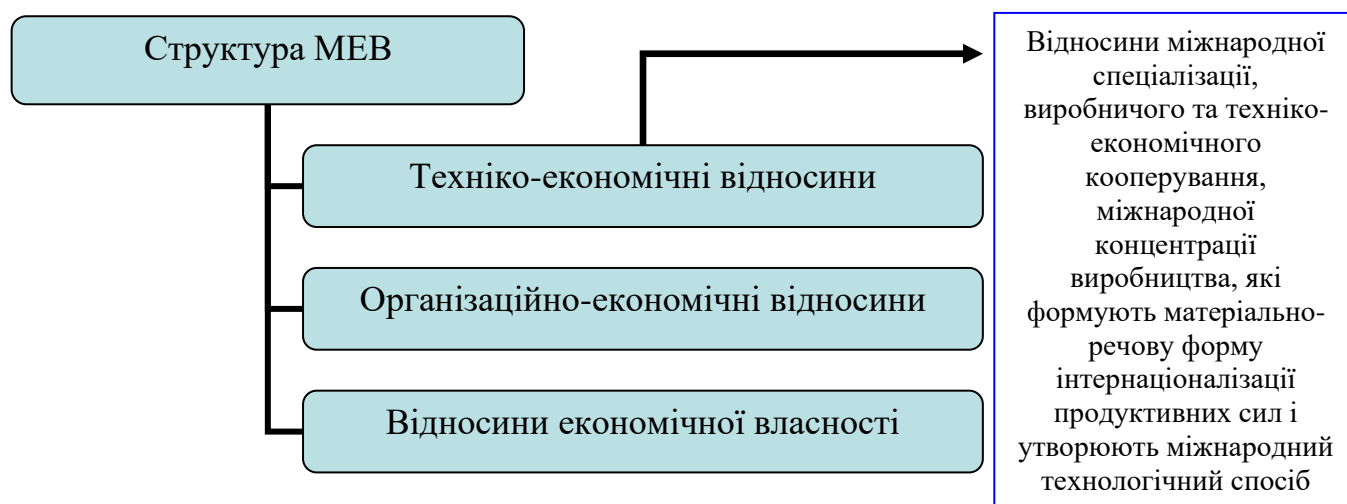 Структура МЕВ
Техніко-економічні відносини
Організаційно-економічні відносини
Відносини економічної власності
Відносини міжнародної
спеціалізації,
виробничого та техніко-
економічного
кооперування,
міжнародної
концентрації
виробництва, які
формують матеріально-
речову форму
інтернаціоналізації
продуктивних сил і
утворюють міжнародний
технологічний спосіб